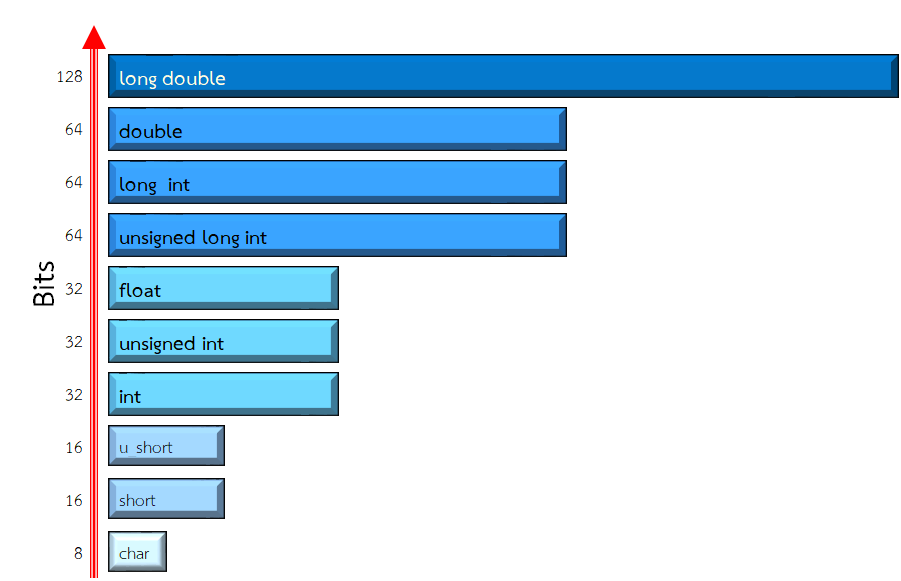 128 long double
64 double
64 long int
64 unsigned long int
Bits
32 float
32 unsigned int
32 int
16 u_short
16 short
8 char